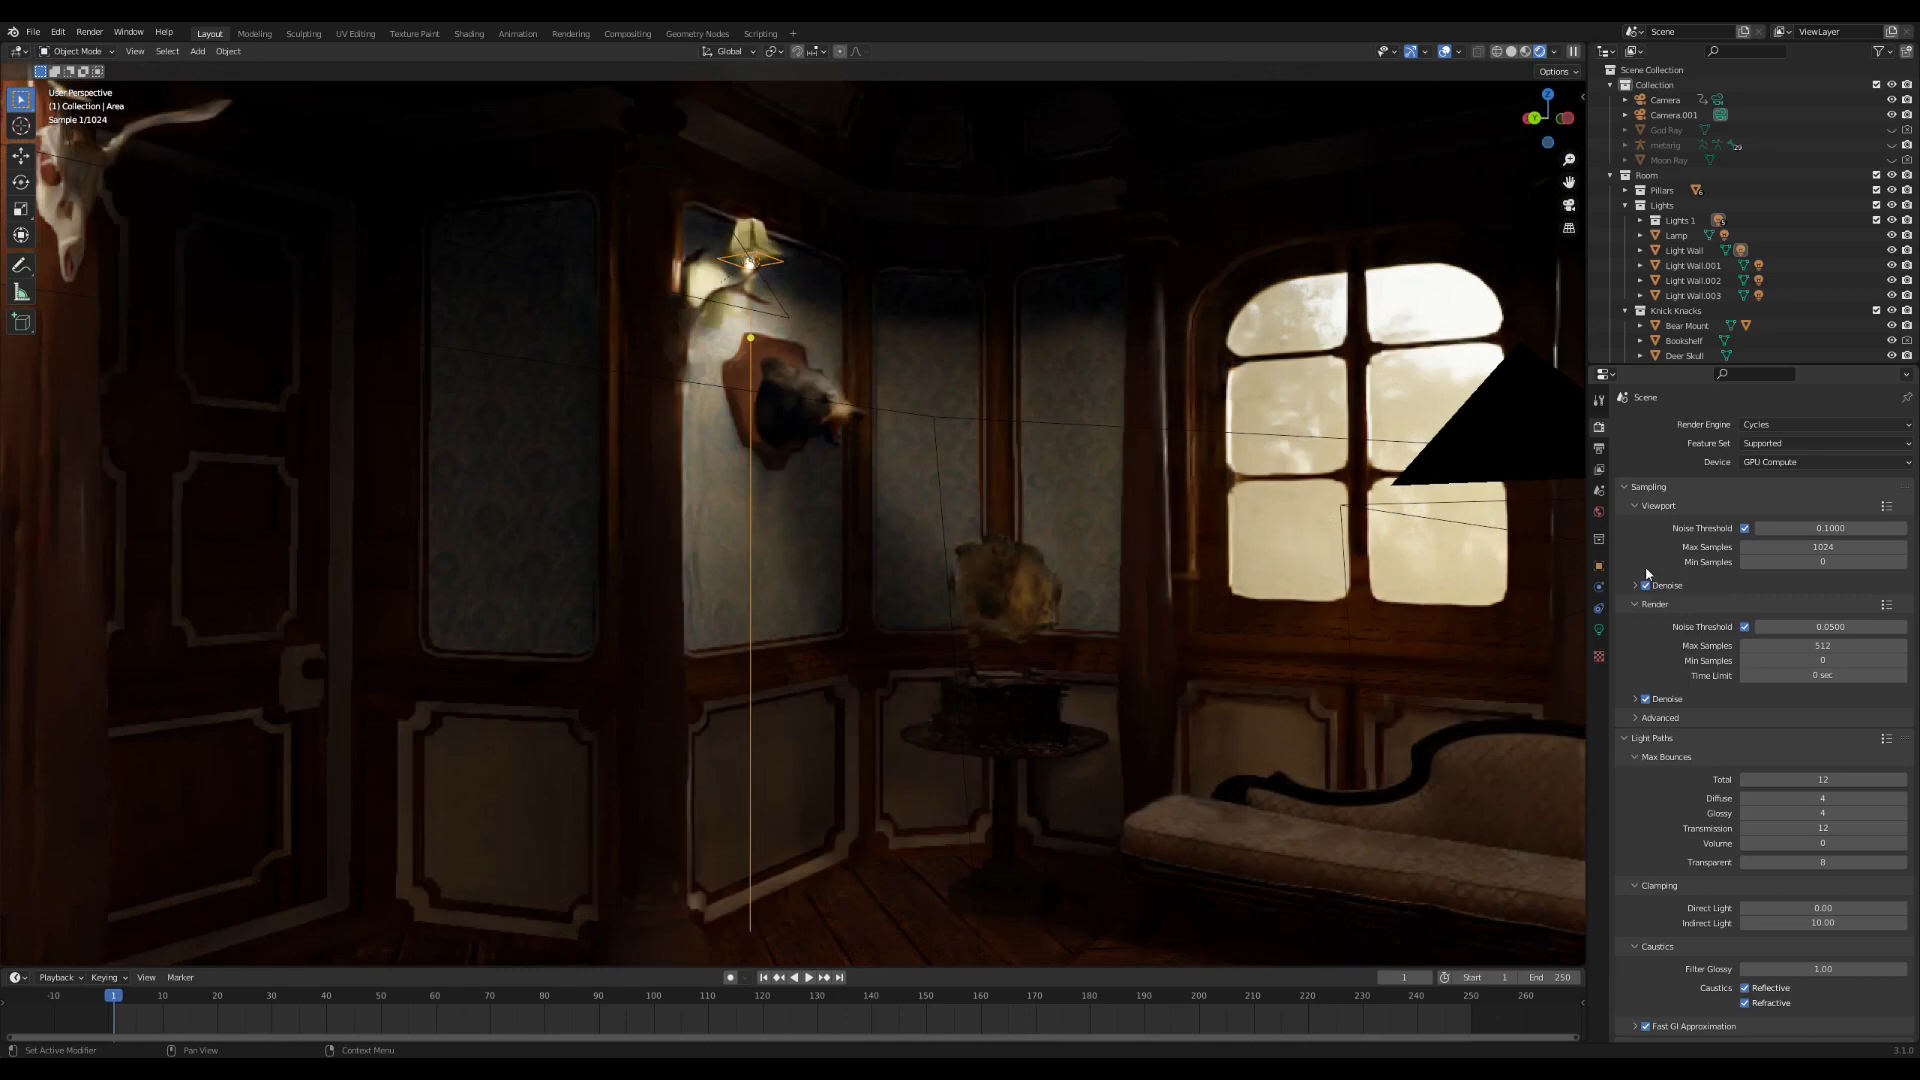 File Edit Render Window Help Layout Modeling Sculpting UV Editing Texture Paint Shading Animation Rendering Compositing Geometry Nodes Scripting + Scene ViewLayer
Object Mode View Select Add Object Global
Options
User Perspective
(1) Collection | Area
Sample 1/1024
Z
Y
Scene Collection
Collection
Camera
Camera.001
God Ray
metarig 29
Moon Ray
Room
Pillars 6
Lights
Lights 1 5
Lamp
Light Wall
Light Wall.001
Light Wall.002
Light Wall.003
Knick Knacks
Bear Mount
Bookshelf
Deer Skull
Scene
Render Engine Cycles
Feature Set Supported
Device GPU Compute
Sampling
Viewport
Noise Threshold 0.1000
Max Samples 1024
Min Samples 0
Denoise
Render
Noise Threshold 0.0500
Max Samples 512
Min Samples 0
Time Limit 0 sec
Denoise
Advanced
Light Paths
Max Bounces
Total 12
Diffuse 4
Glossy 4
Transmission 12
Volume 0
Transparent 8
Clamping
Direct Light 0.00
Indirect Light 10.00
Caustics
Filter Glossy 1.00
Caustics Reflective
Refractive
Fast GI Approximation
Playback Keying View Marker 1 Start 1 End 250
-10 1 10 20 30 40 50 60 70 80 90 100 110 120 130 140 150 160 170 180 190 200 210 220 230 240 250 260
Set Active Modifier Pan View Context Menu 3.1.0